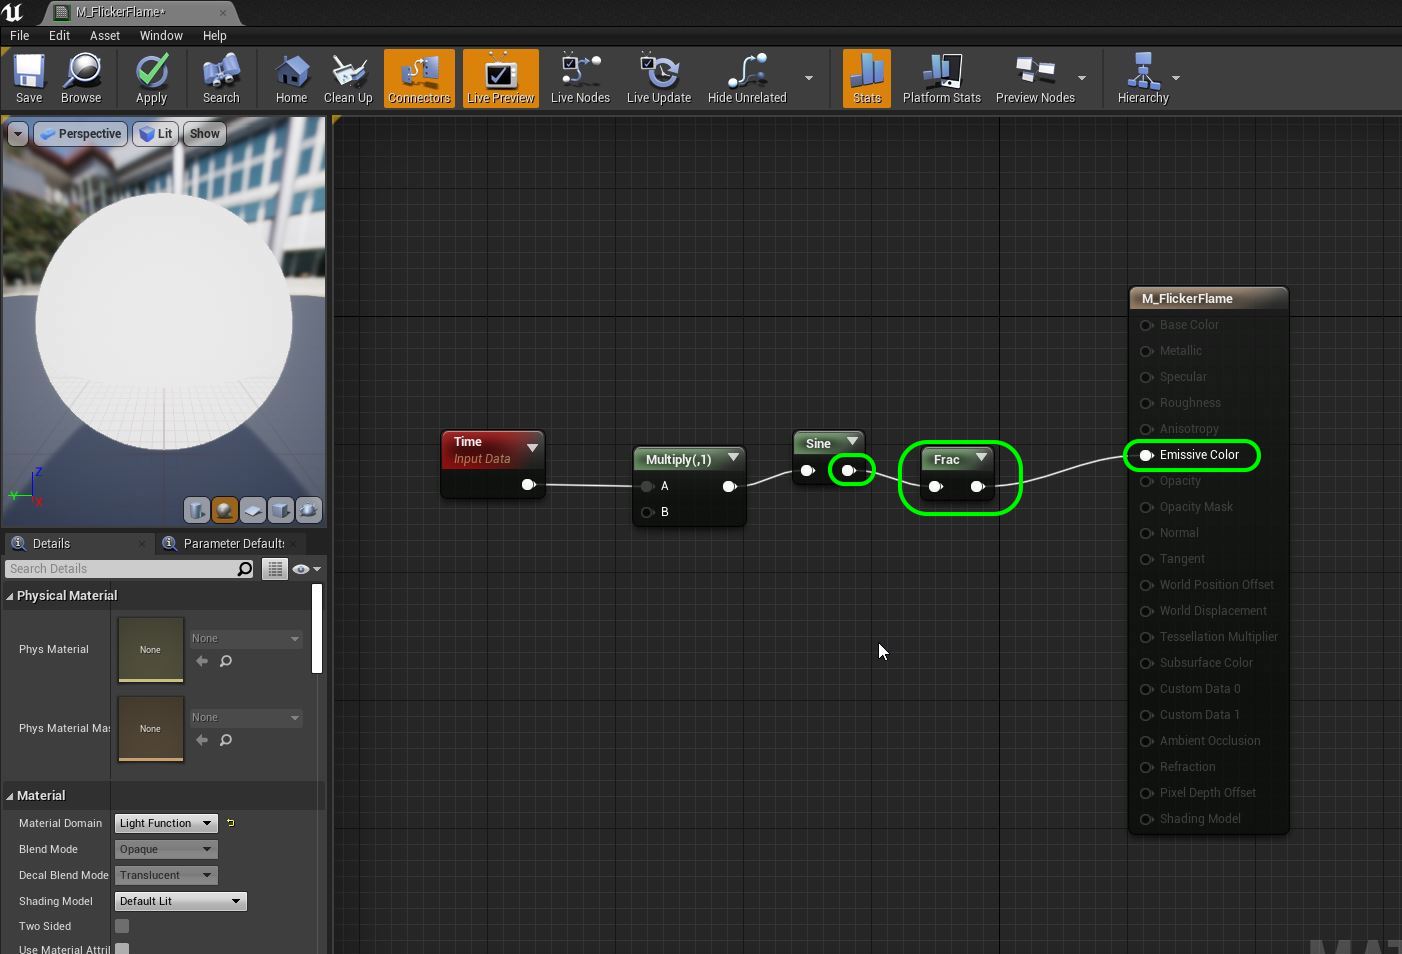 M_FlickerFlame*
File Edit Asset Window Help
Save Browse Apply Search Home Clean Up Connectors Live Preview Live Nodes Live Update Hide Unrelated Stats Platform Stats Preview Nodes Hierarchy
Perspective Lit Show
Z
Y
X
Time
Input Data
Multiply(,1)
A
B
Sine
Frac
M_FlickerFlame
Base Color
Metallic
Specular
Roughness
Anisotropy
Emissive Color
Opacity
Opacity Mask
Normal
Tangent
World Position Offset
World Displacement
Tessellation Multiplier
Subsurface Color
Custom Data 0
Custom Data 1
Ambient Occlusion
Refraction
Pixel Depth Offset
Shading Model
Details Parameter Defaults
Search Details
Physical Material
Phys Material None None
Phys Material Mas None None
Material
Material Domain Light Function
Blend Mode Opaque
Decal Blend Mode Translucent
Shading Model Default Lit
Two Sided
Use Material Attril